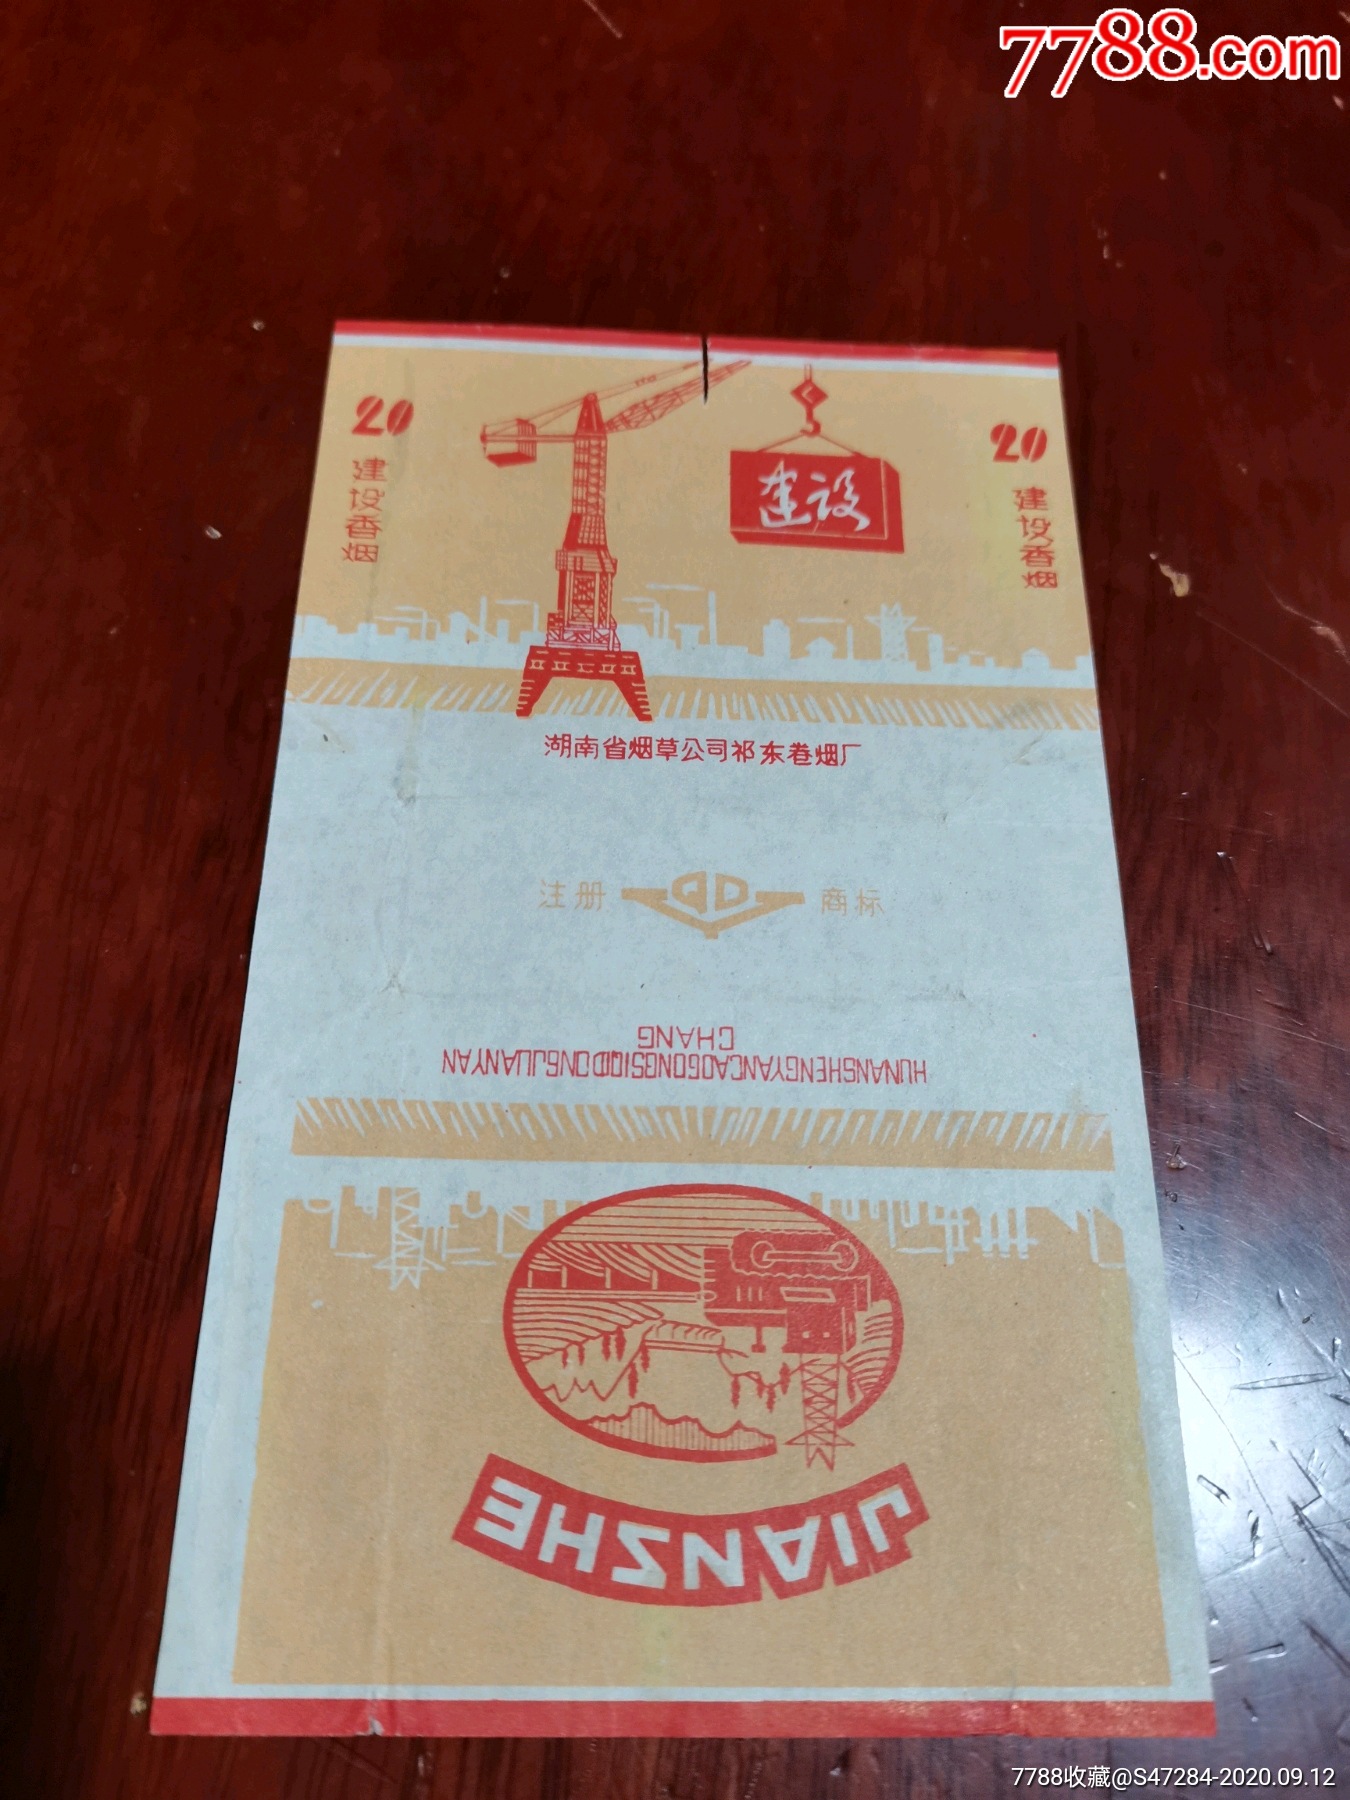 7788.com
20
建设香烟
建设
20
建设香烟
湖南省烟草公司祁东卷烟厂
注册 QD 商标
HUNANSHENGYANCAOGONGSIQIDONGJUANYAN
CHANG
JIANSHE
7788收藏@S47284-2020.09.12